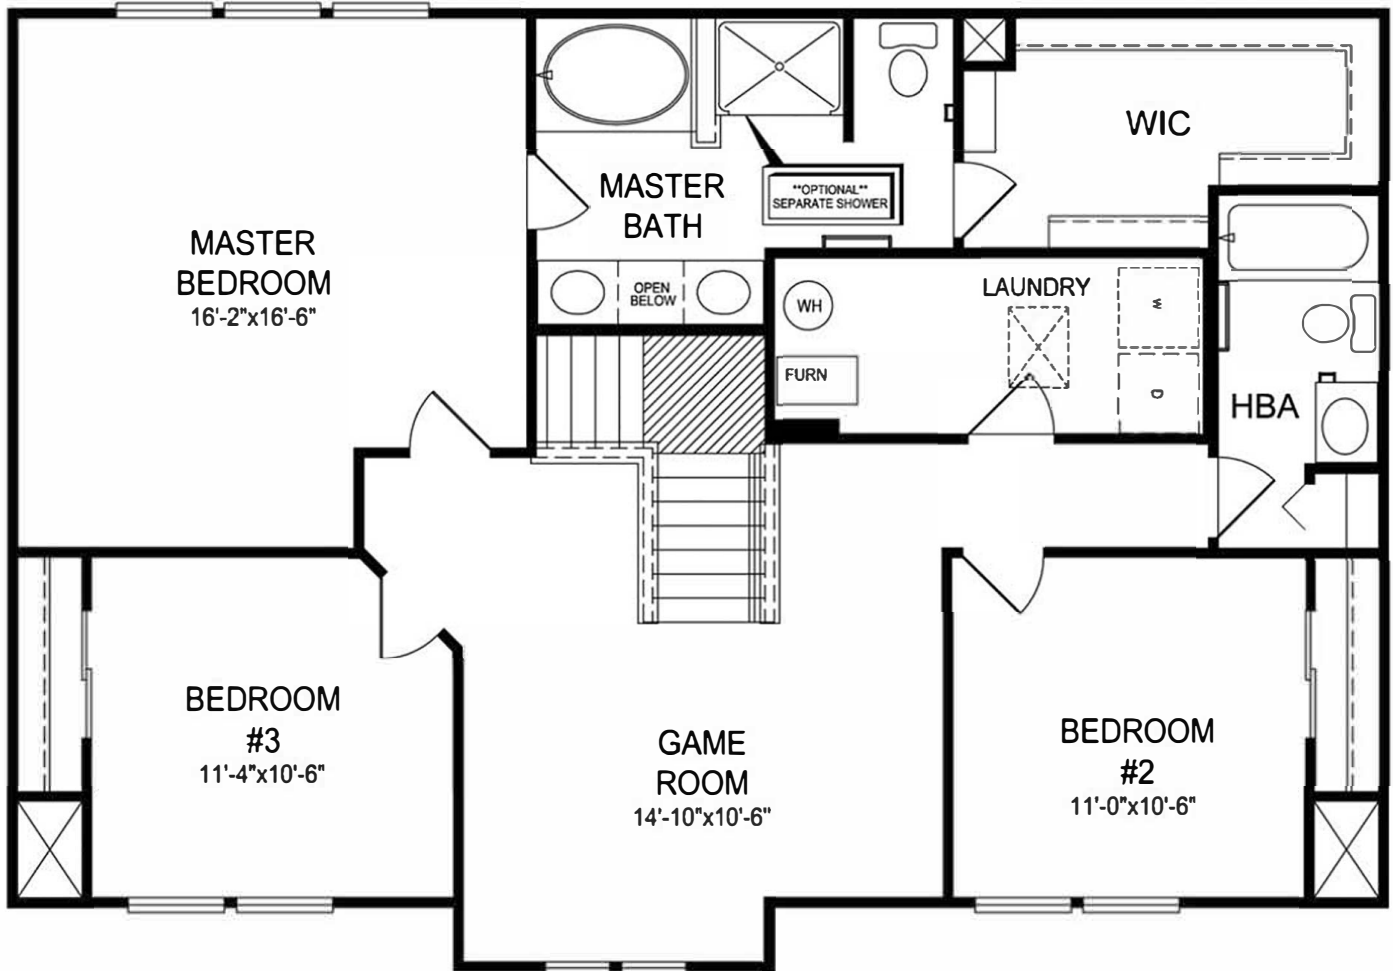 MASTER
BEDROOM
16'-2"x16'-6"
MASTER
BATH
**OPTIONAL**
SEPARATE SHOWER
WIC
OPEN
BELOW
WH
FURN
LAUNDRY
W
D
HBA
BEDROOM
#3
11'-4"x10'-6"
GAME
ROOM
14'-10"x10'-6"
BEDROOM
#2
11'-0"x10'-6"